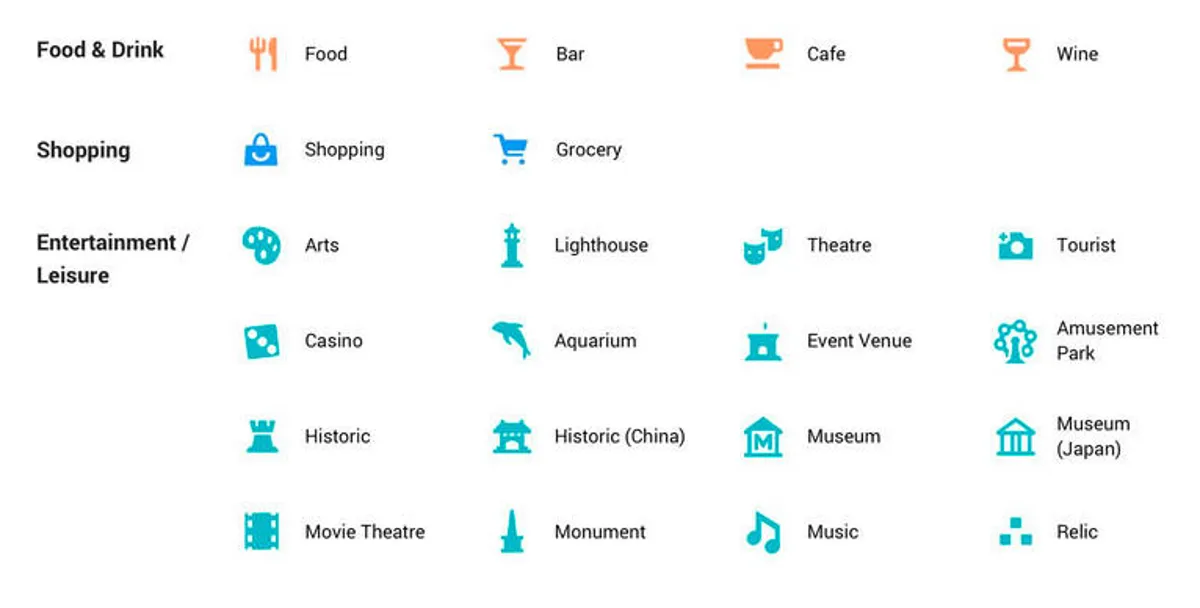 Food & Drink
Food
Bar
Cafe
Wine
Shopping
Shopping
Grocery
Entertainment /
Leisure
Arts
Lighthouse
Theatre
Tourist
Casino
Aquarium
Event Venue
Amusement
Park
Historic
Historic (China)
M
Museum
Museum
(Japan)
Movie Theatre
Monument
Music
Relic